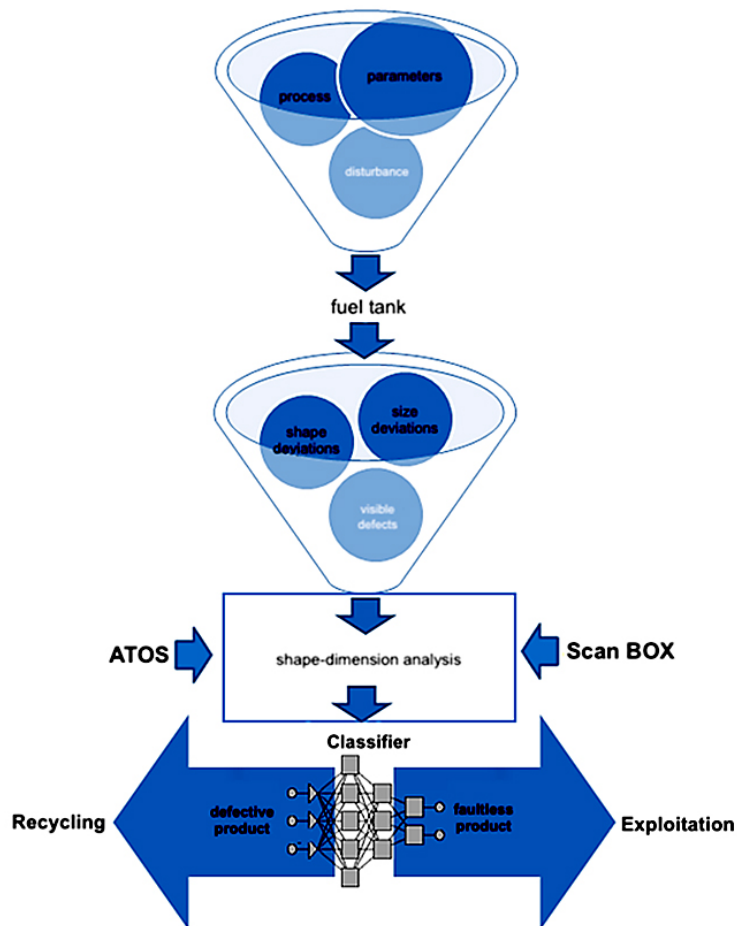 parameters
process
disturbance
fuel tank
size
deviations
shape
deviations
visible
defects
ATOS
shape-dimension analysis
Scan BOX
Classifier
defective
product
faultless
product
Recycling
Exploitation